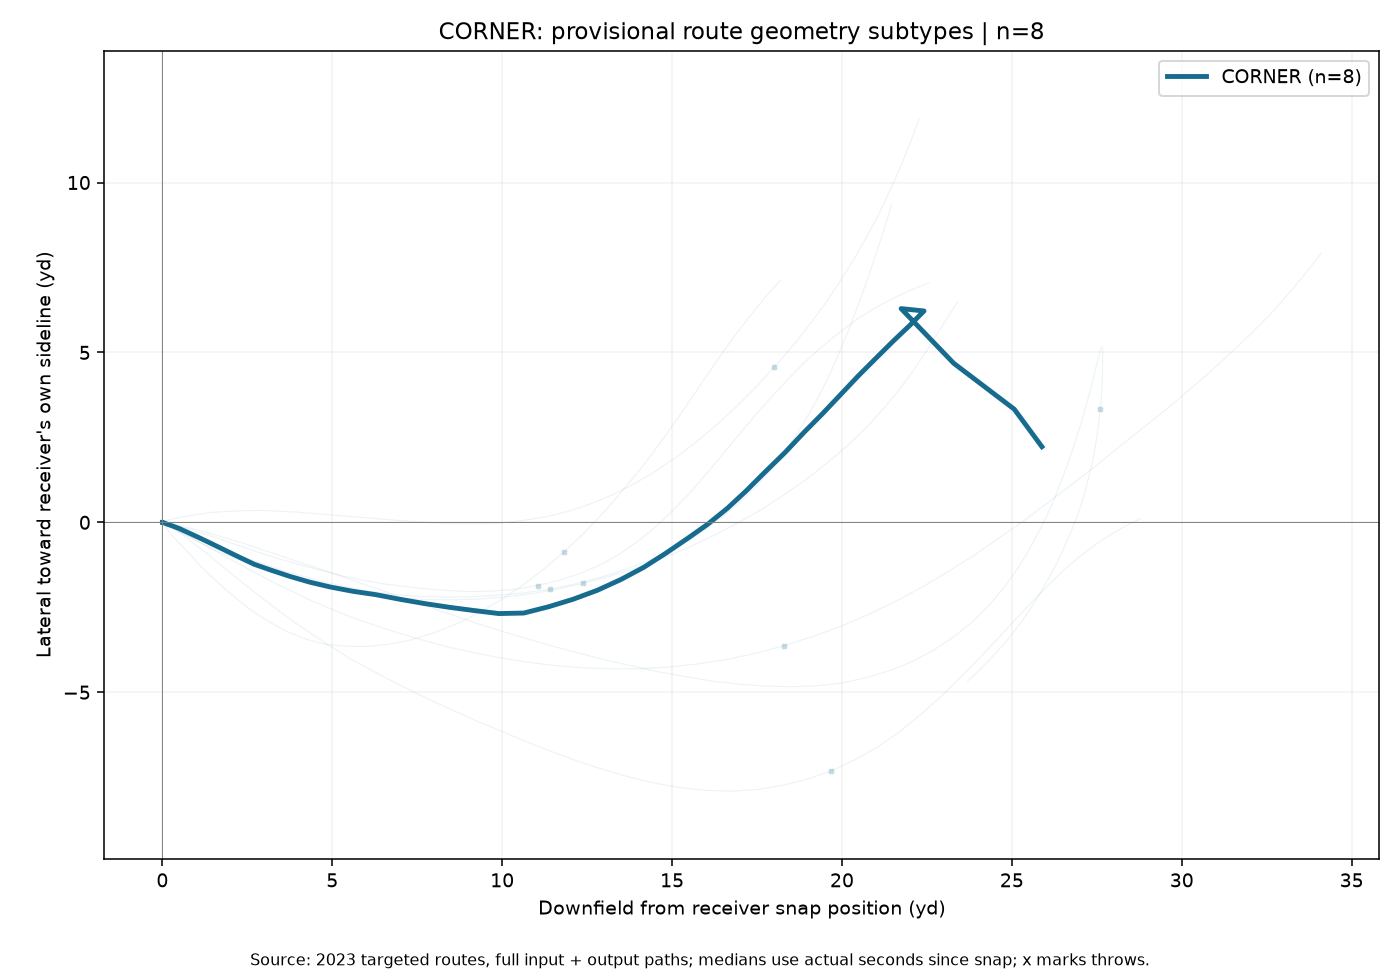 CORNER: provisional route geometry subtypes | n=8
CORNER (n=8)
Lateral toward receiver's own sideline (yd)
10
5
0
−5
0
5
10
15
20
25
30
35
Downfield from receiver snap position (yd)
Source: 2023 targeted routes, full input + output paths; medians use actual seconds since snap; x marks throws.